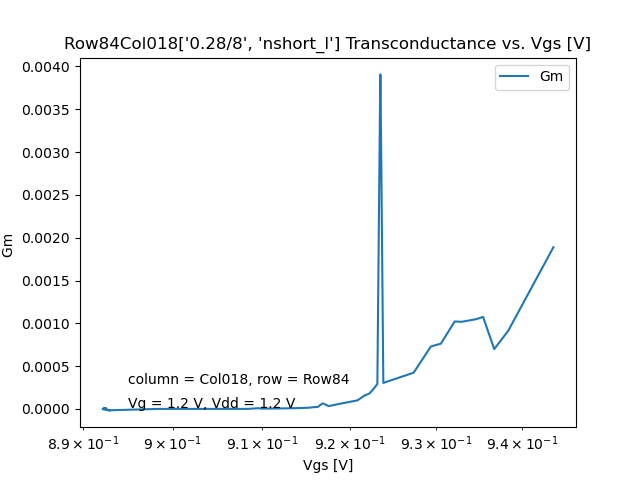 Row84Col018['0.28/8', 'nshort_l'] Transconductance vs. Vgs [V]
Gm
0.0040
0.0035
0.0030
0.0025
0.0020
0.0015
0.0010
0.0005
0.0000
Gm
column = Col018, row = Row84
Vg = 1.2 V, Vdd = 1.2 V
8.9 × 10⁻¹ 9 × 10⁻¹ 9.1 × 10⁻¹ 9.2 × 10⁻¹ 9.3 × 10⁻¹ 9.4 × 10⁻¹
Vgs [V]